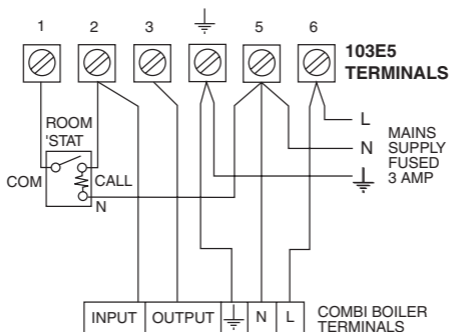 1 2 3 5 6
103E5
TERMINALS
ROOM
'STAT
COM
CALL
N
L
N
MAINS
SUPPLY
FUSED
3 AMP
INPUT OUTPUT N L
COMBI BOILER
TERMINALS